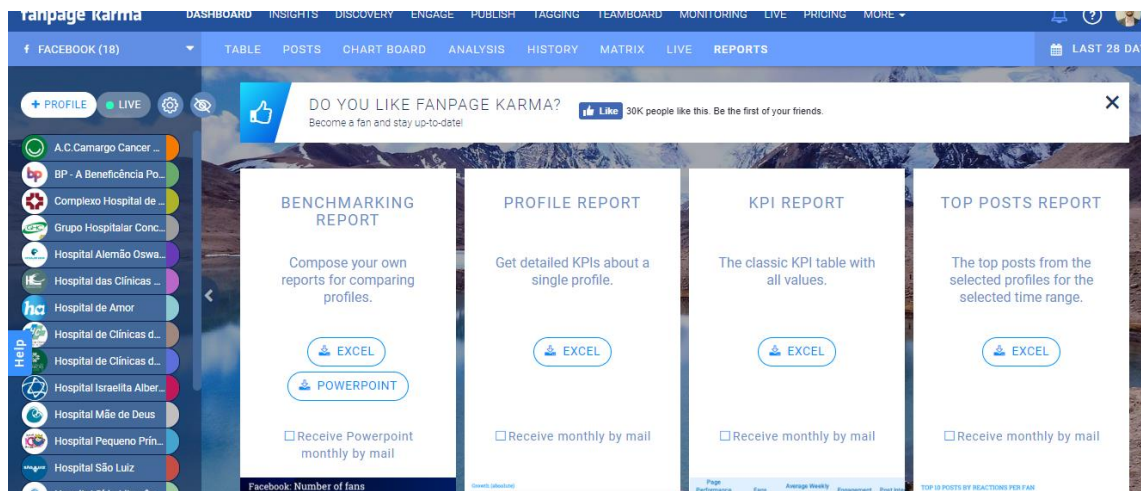 fanpage karma
DASHBOARD INSIGHTS DISCOVERY ENGAGE PUBLISH TAGGING TEAMBOARD MONITORING LIVE PRICING MORE
f FACEBOOK (18)
TABLE POSTS CHART BOARD ANALYSIS HISTORY MATRIX LIVE REPORTS
LAST 28 DA
+ PROFILE
LIVE
DO YOU LIKE FANPAGE KARMA?
Become a fan and stay up-to-date!
Like 30K people like this. Be the first of your friends.
A.C.Camargo Cancer ...
BP - A Beneficência Po...
Complexo Hospital de ...
Grupo Hospitalar Conc...
Hospital Alemão Oswa...
Hospital das Clínicas ...
Hospital de Amor
Hospital de Clínicas d...
Hospital de Clínicas d...
Hospital Israelita Alber...
Hospital Mãe de Deus
Hospital Pequeno Prín...
Hospital São Luiz
Help
BENCHMARKING
REPORT
Compose your own
reports for comparing
profiles.
EXCEL
POWERPOINT
Receive Powerpoint
monthly by mail
Facebook: Number of fans
PROFILE REPORT
Get detailed KPIs about a
single profile.
EXCEL
Receive monthly by mail
Growth (absolute)
KPI REPORT
The classic KPI table with
all values.
EXCEL
Receive monthly by mail
Page
Fans
Average Weekly
Engagement
TOP POSTS REPORT
The top posts from the
selected profiles for the
selected time range.
EXCEL
Receive monthly by mail
TOP 10 POSTS BY REACTIONS PER FAN